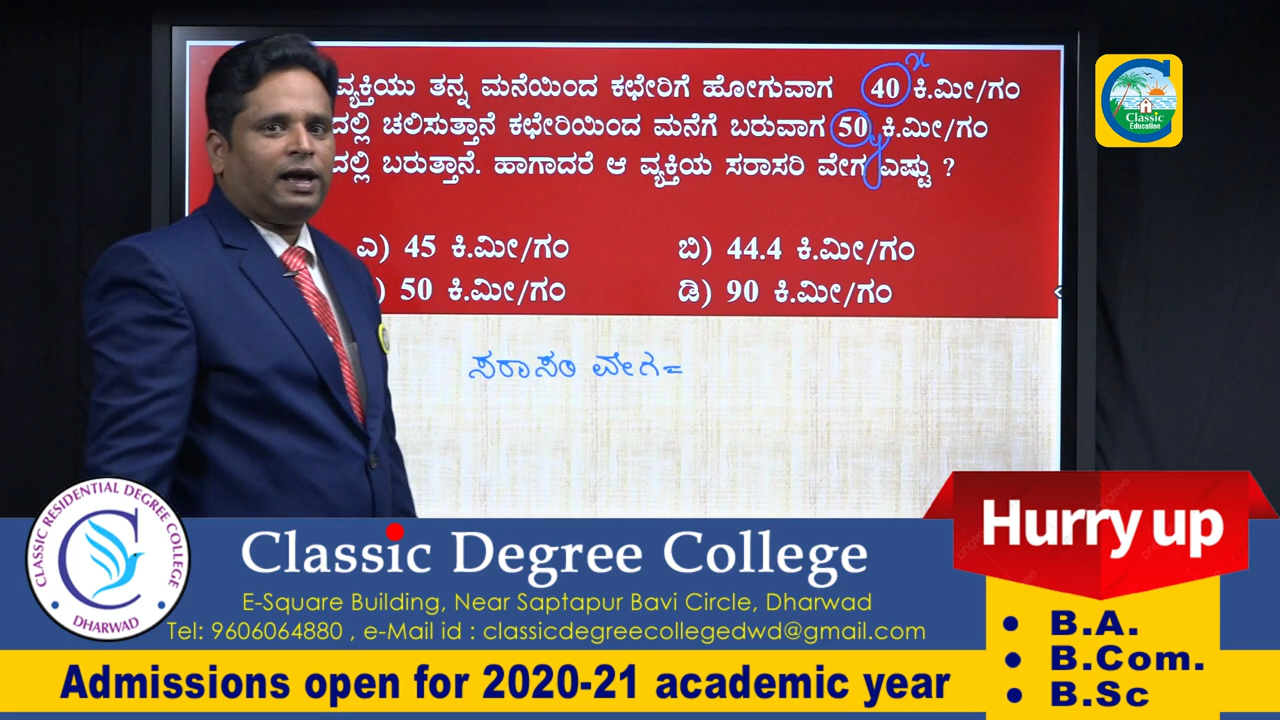 ವ್ಯಕ್ತಿಯು ತನ್ನ ಮನೆಯಿಂದ ಕಛೇರಿಗೆ ಹೋಗುವಾಗ 40 ಕಿ.ಮೀ/ಗಂ
x
ದಲ್ಲಿ ಚಲಿಸುತ್ತಾನೆ ಕಛೇರಿಯಿಂದ ಮನೆಗೆ ಬರುವಾಗ 50 ಕಿ.ಮೀ/ಗಂ
y
ದಲ್ಲಿ ಬರುತ್ತಾನೆ. ಹಾಗಾದರೆ ಆ ವ್ಯಕ್ತಿಯ ಸರಾಸರಿ ವೇಗ ಎಷ್ಟು ?
ಎ) 45 ಕಿ.ಮೀ/ಗಂ ಬಿ) 44.4 ಕಿ.ಮೀ/ಗಂ
) 50 ಕಿ.ಮೀ/ಗಂ ಡಿ) 90 ಕಿ.ಮೀ/ಗಂ
ಸರಾಸರಿ ವೇಗ=
Classic
Education
CLASSIC RESIDENTIAL DEGREE COLLEGE
DHARWAD
Classic Degree College
E-Square Building, Near Saptapur Bavi Circle, Dharwad
Tel: 9606064880 , e-Mail id : classicdegreecollegedwd@gmail.com
Admissions open for 2020-21 academic year
Hurry up
• B.A.
• B.Com.
• B.Sc